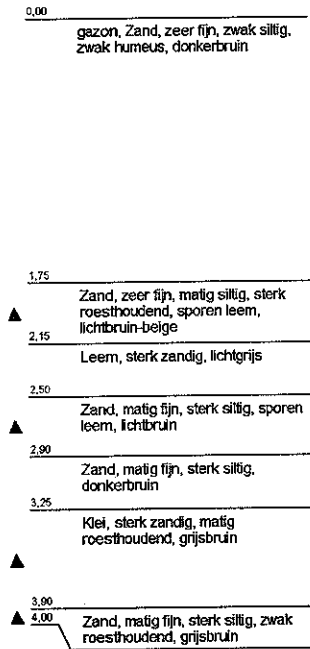 0,00
gazon, Zand, zeer fijn, zwak siltig,
zwak humeus, donkerbruin
1,75
Zand, zeer fijn, matig siltig, sterk
roesthoudend, sporen leem,
lichtbruin-beige
2,15
Leem, sterk zandig, lichtgrijs
2,50
Zand, matig fijn, sterk siltig, sporen
leem, lichtbruin
2,90
Zand, matig fijn, sterk siltig,
donkerbruin
3,25
Klei, sterk zandig, matig
roesthoudend, grijsbruin
3,90
4,00
Zand, matig fijn, sterk siltig, zwak
roesthoudend, grijsbruin